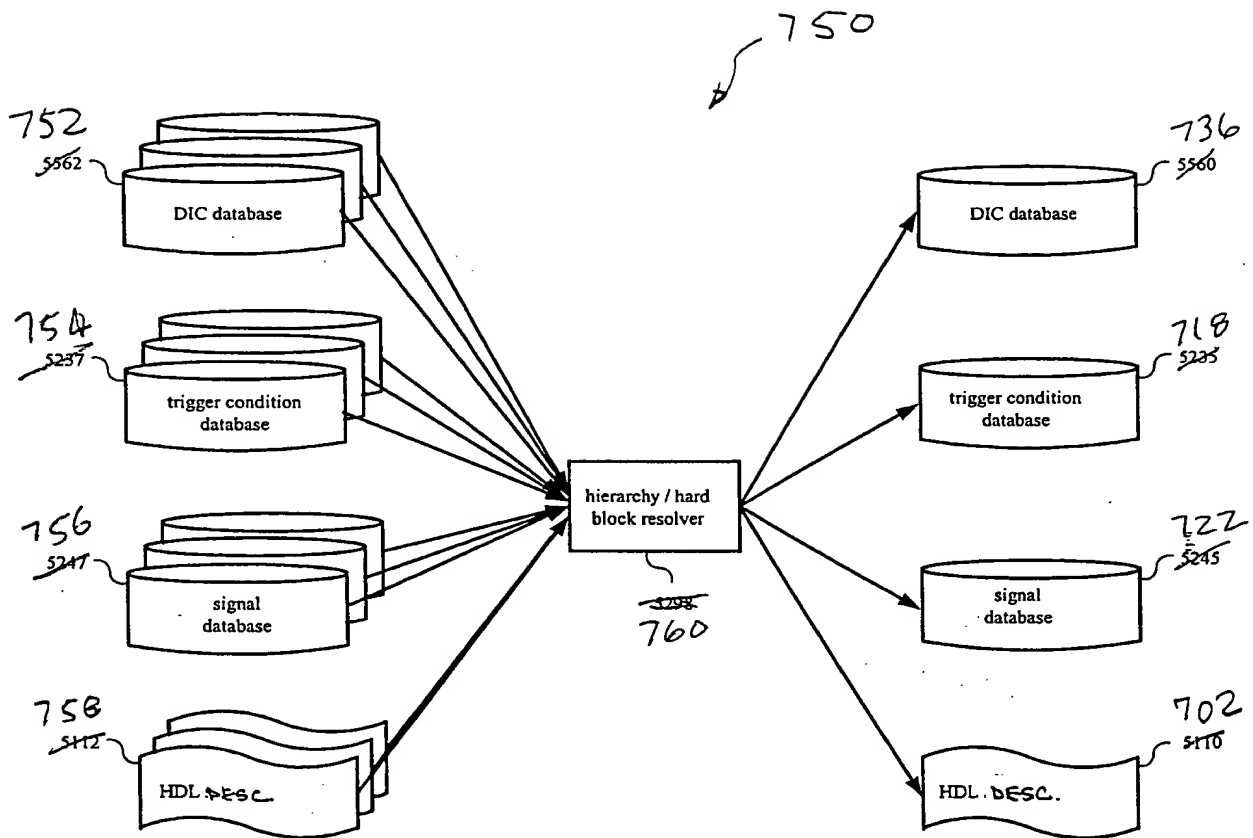 750
752
5562
DIC database
736
5560
DIC database
754
5237
trigger condition
database
718
5235
trigger condition
database
hierarchy / hard
block resolver
756
5247
signal
database
722
5245
signal
database
5298
760
758
5112
HDL.DESC.
702
5110
HDL.DESC.